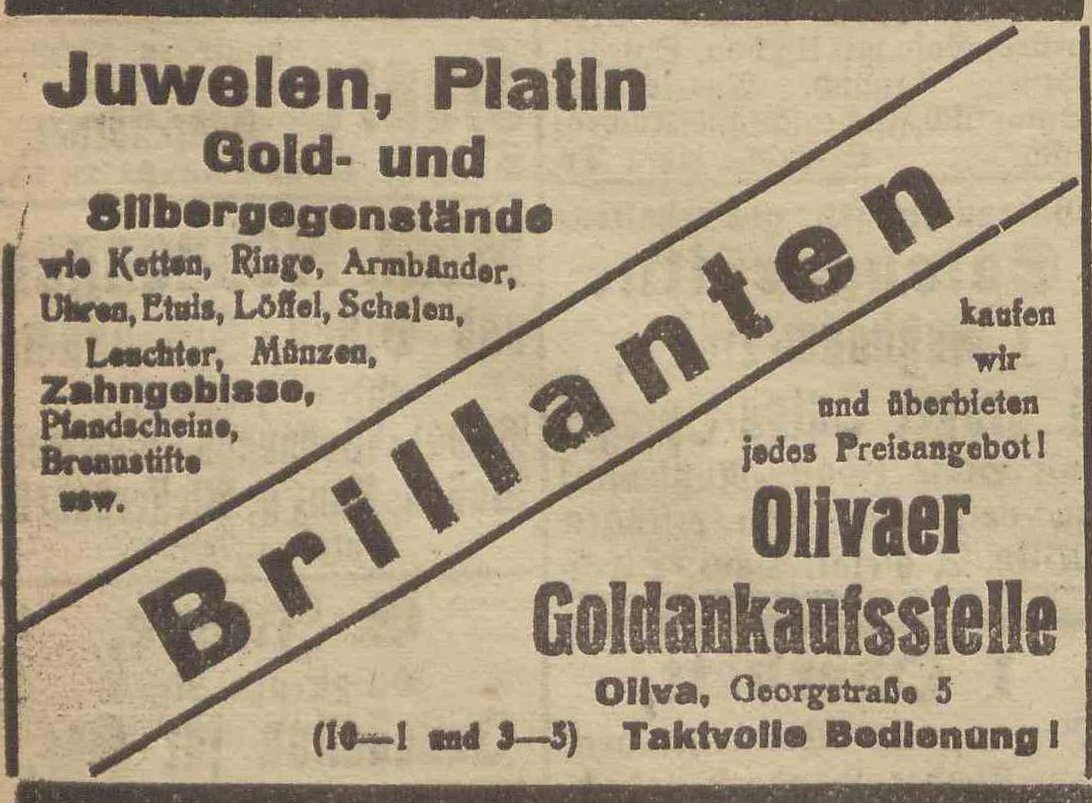 Juwelen, Platin
Gold- und
Silbergegenstände
wie Ketten, Ringe, Armbänder,
Uhren, Etuis, Löffel, Schalen,
Leuchter, Münzen,
Zahngebisse,
Pfandscheine,
Brennstifte
usw.
Brillanten
kaufen
wir
und überbieten
jedes Preisangebot!
Olivaer
Goldankaufsstelle
Oliva, Georgstraße 5
(10—1 und 3—5) Taktvolle Bedienung!